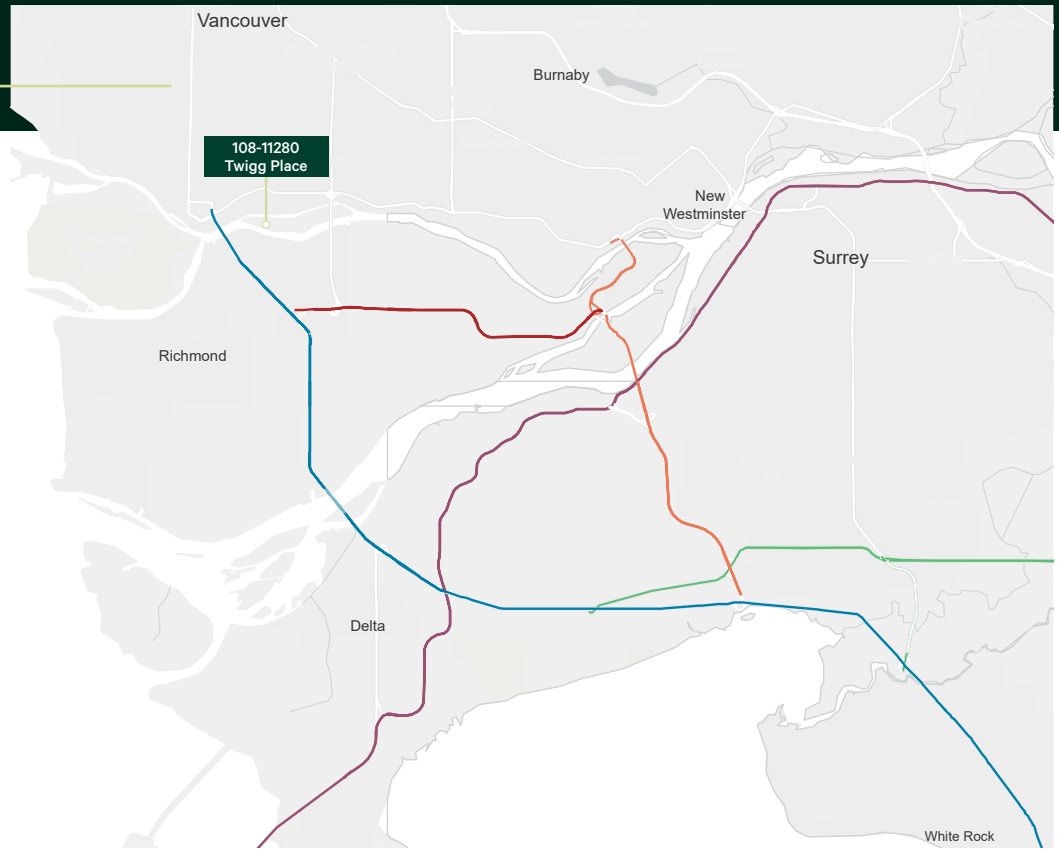 Vancouver
Burnaby
108-11280
Twigg Place
New
Westminster
Surrey
Richmond
Delta
White Rock